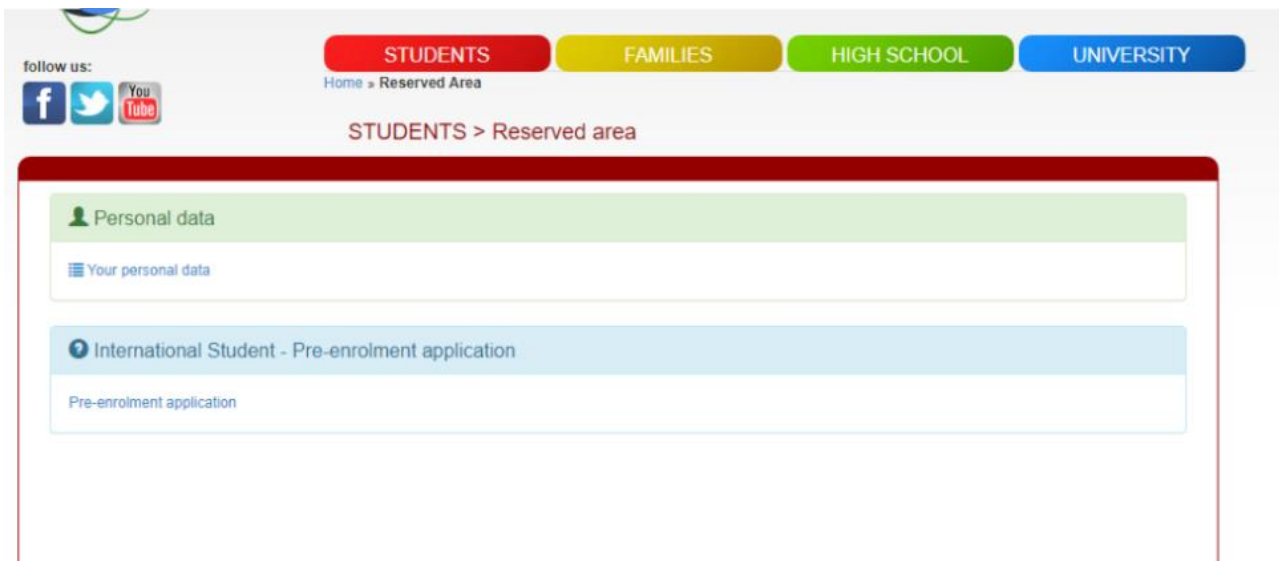 STUDENTS FAMILIES HIGH SCHOOL UNIVERSITY
follow us:
Home » Reserved Area
f You Tube
STUDENTS > Reserved area
Personal data
Your personal data
International Student - Pre-enrolment application
Pre-enrolment application